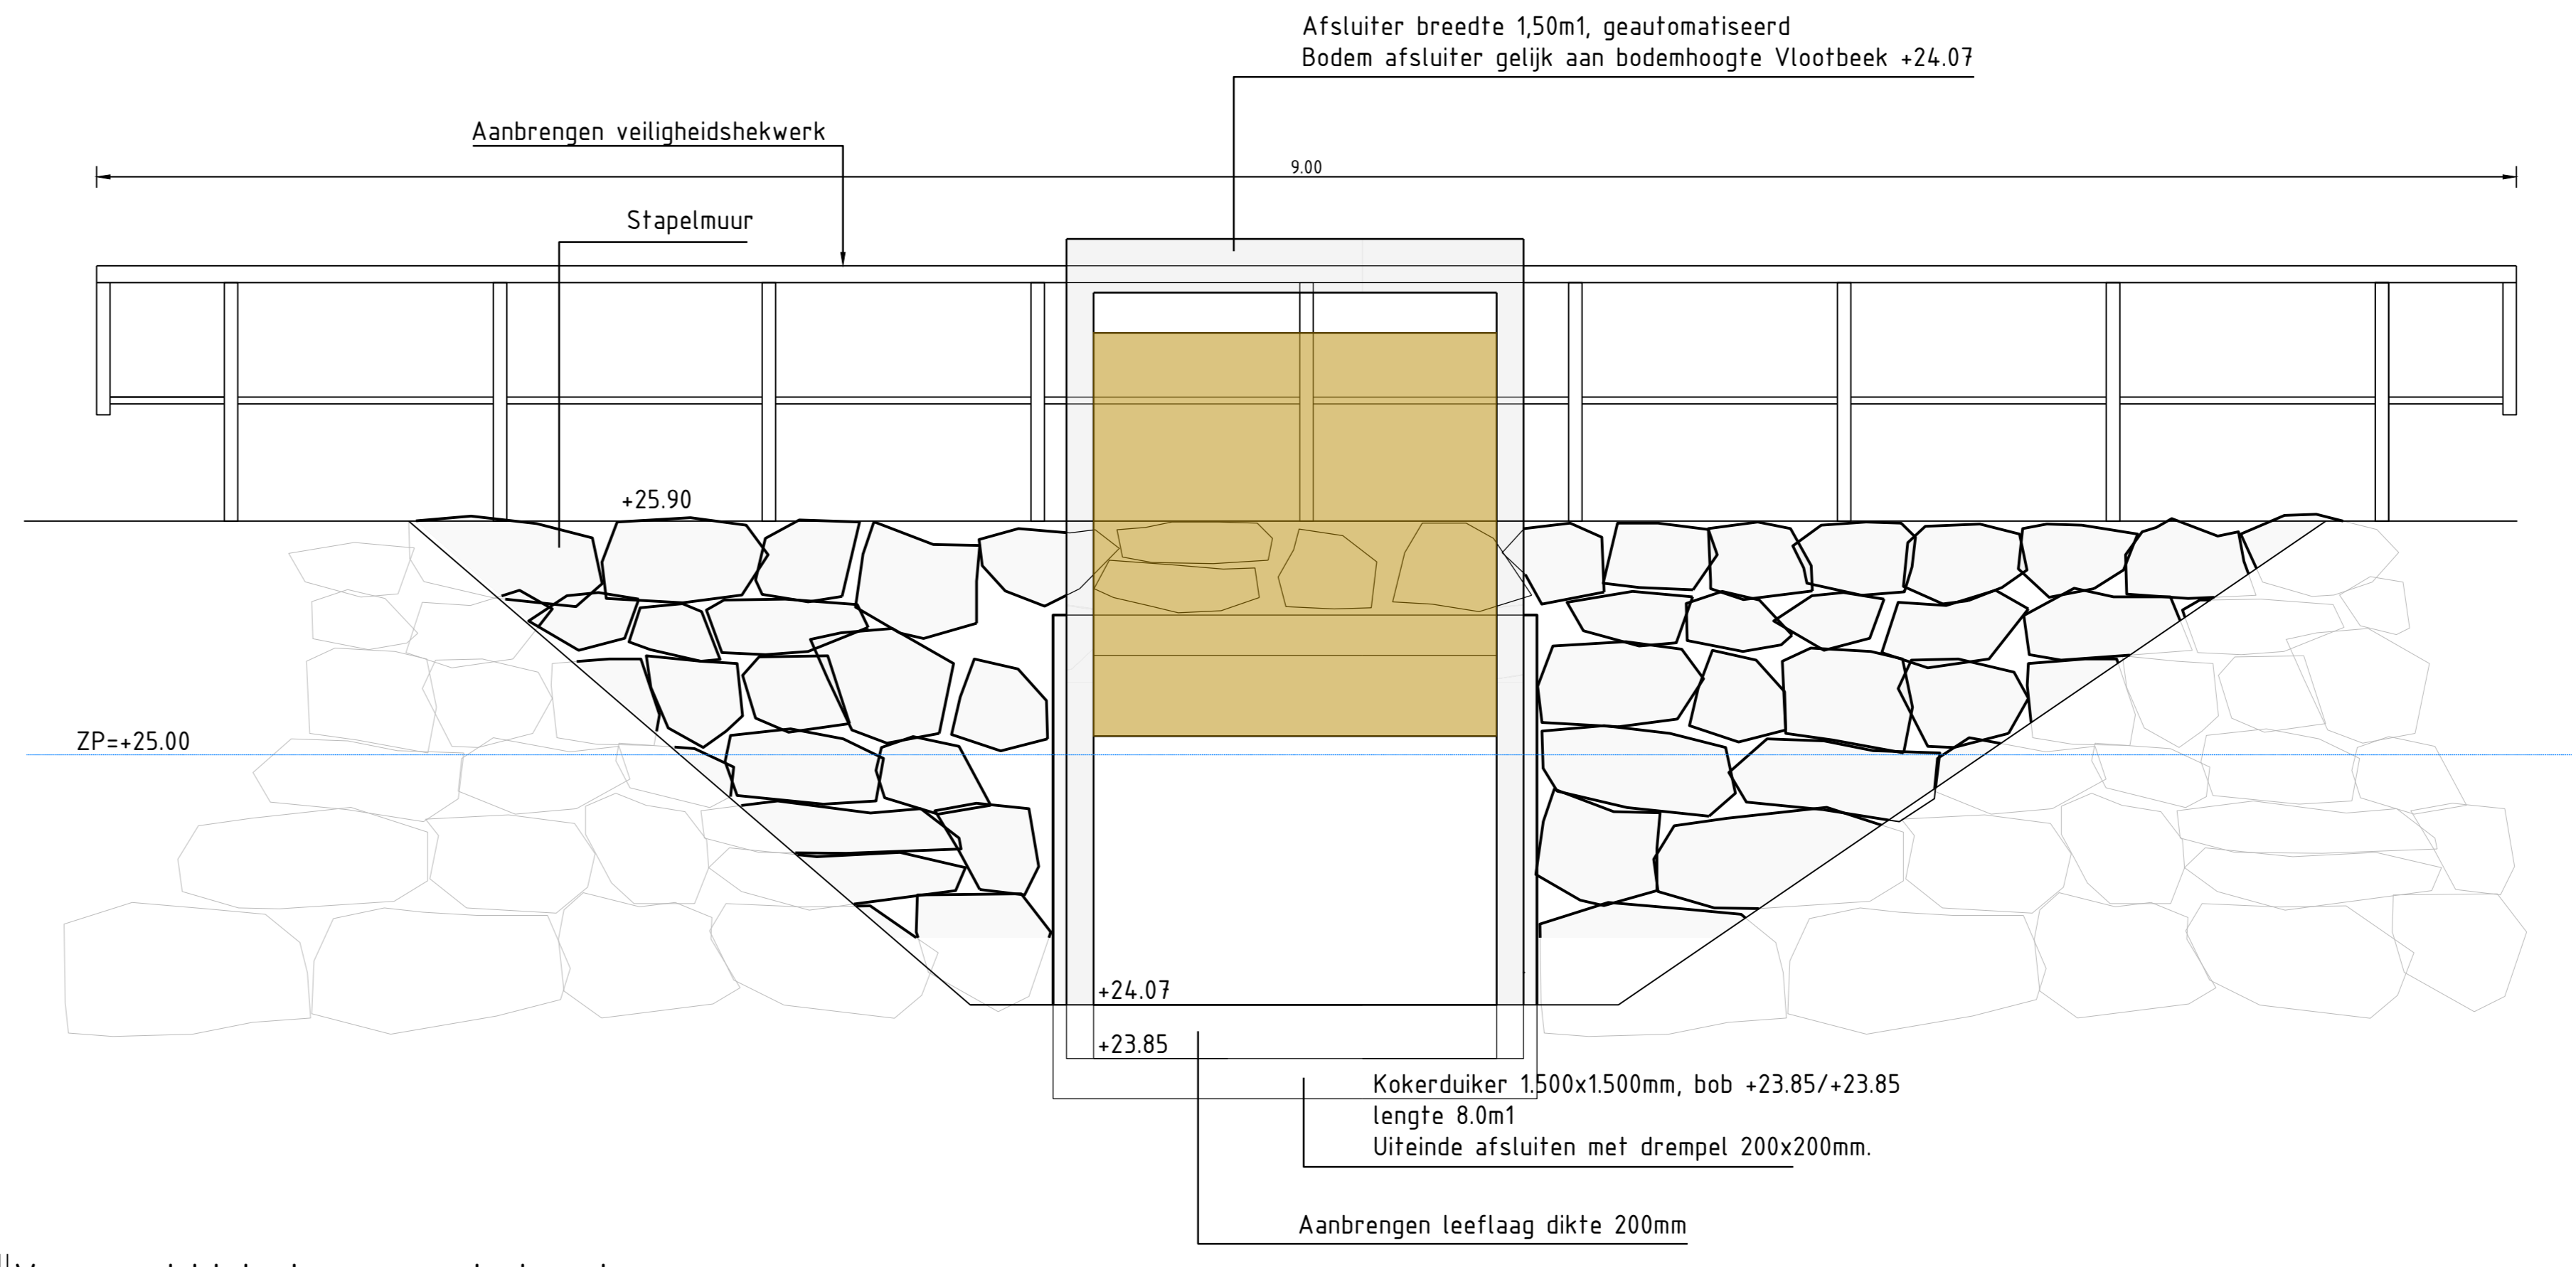 Afsluiter breedte 1,50m1, geautomatiseerd
Bodem afsluiter gelijk aan bodemhoogte Vlootbeek +24.07
Aanbrengen veiligheidshekwerk
9.00
Stapelmuur
+25.90
ZP=+25.00
+24.07
+23.85
Kokerduiker 1.500x1.500mm, bob +23.85/+23.85
lengte 8.0m1
Uiteinde afsluiten met drempel 200x200mm.
Aanbrengen leeflaag dikte 200mm